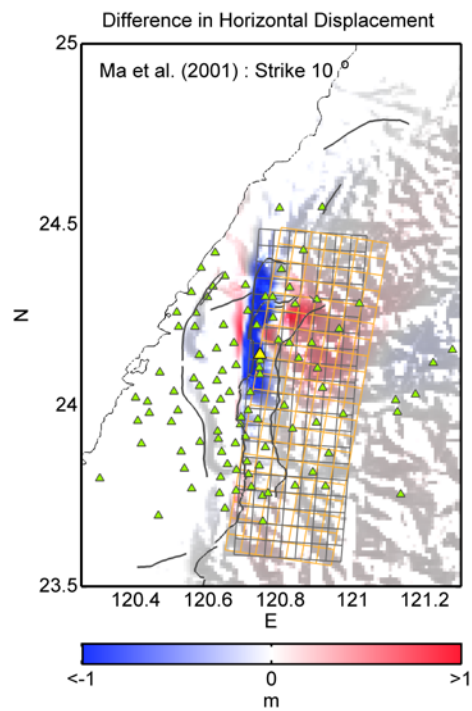 Difference in Horizontal Displacement
25
Ma et al. (2001) : Strike 10 °
24.5
N
24
23.5
120.4 120.6 120.8 121 121.2
E
<-1 0 >1
m